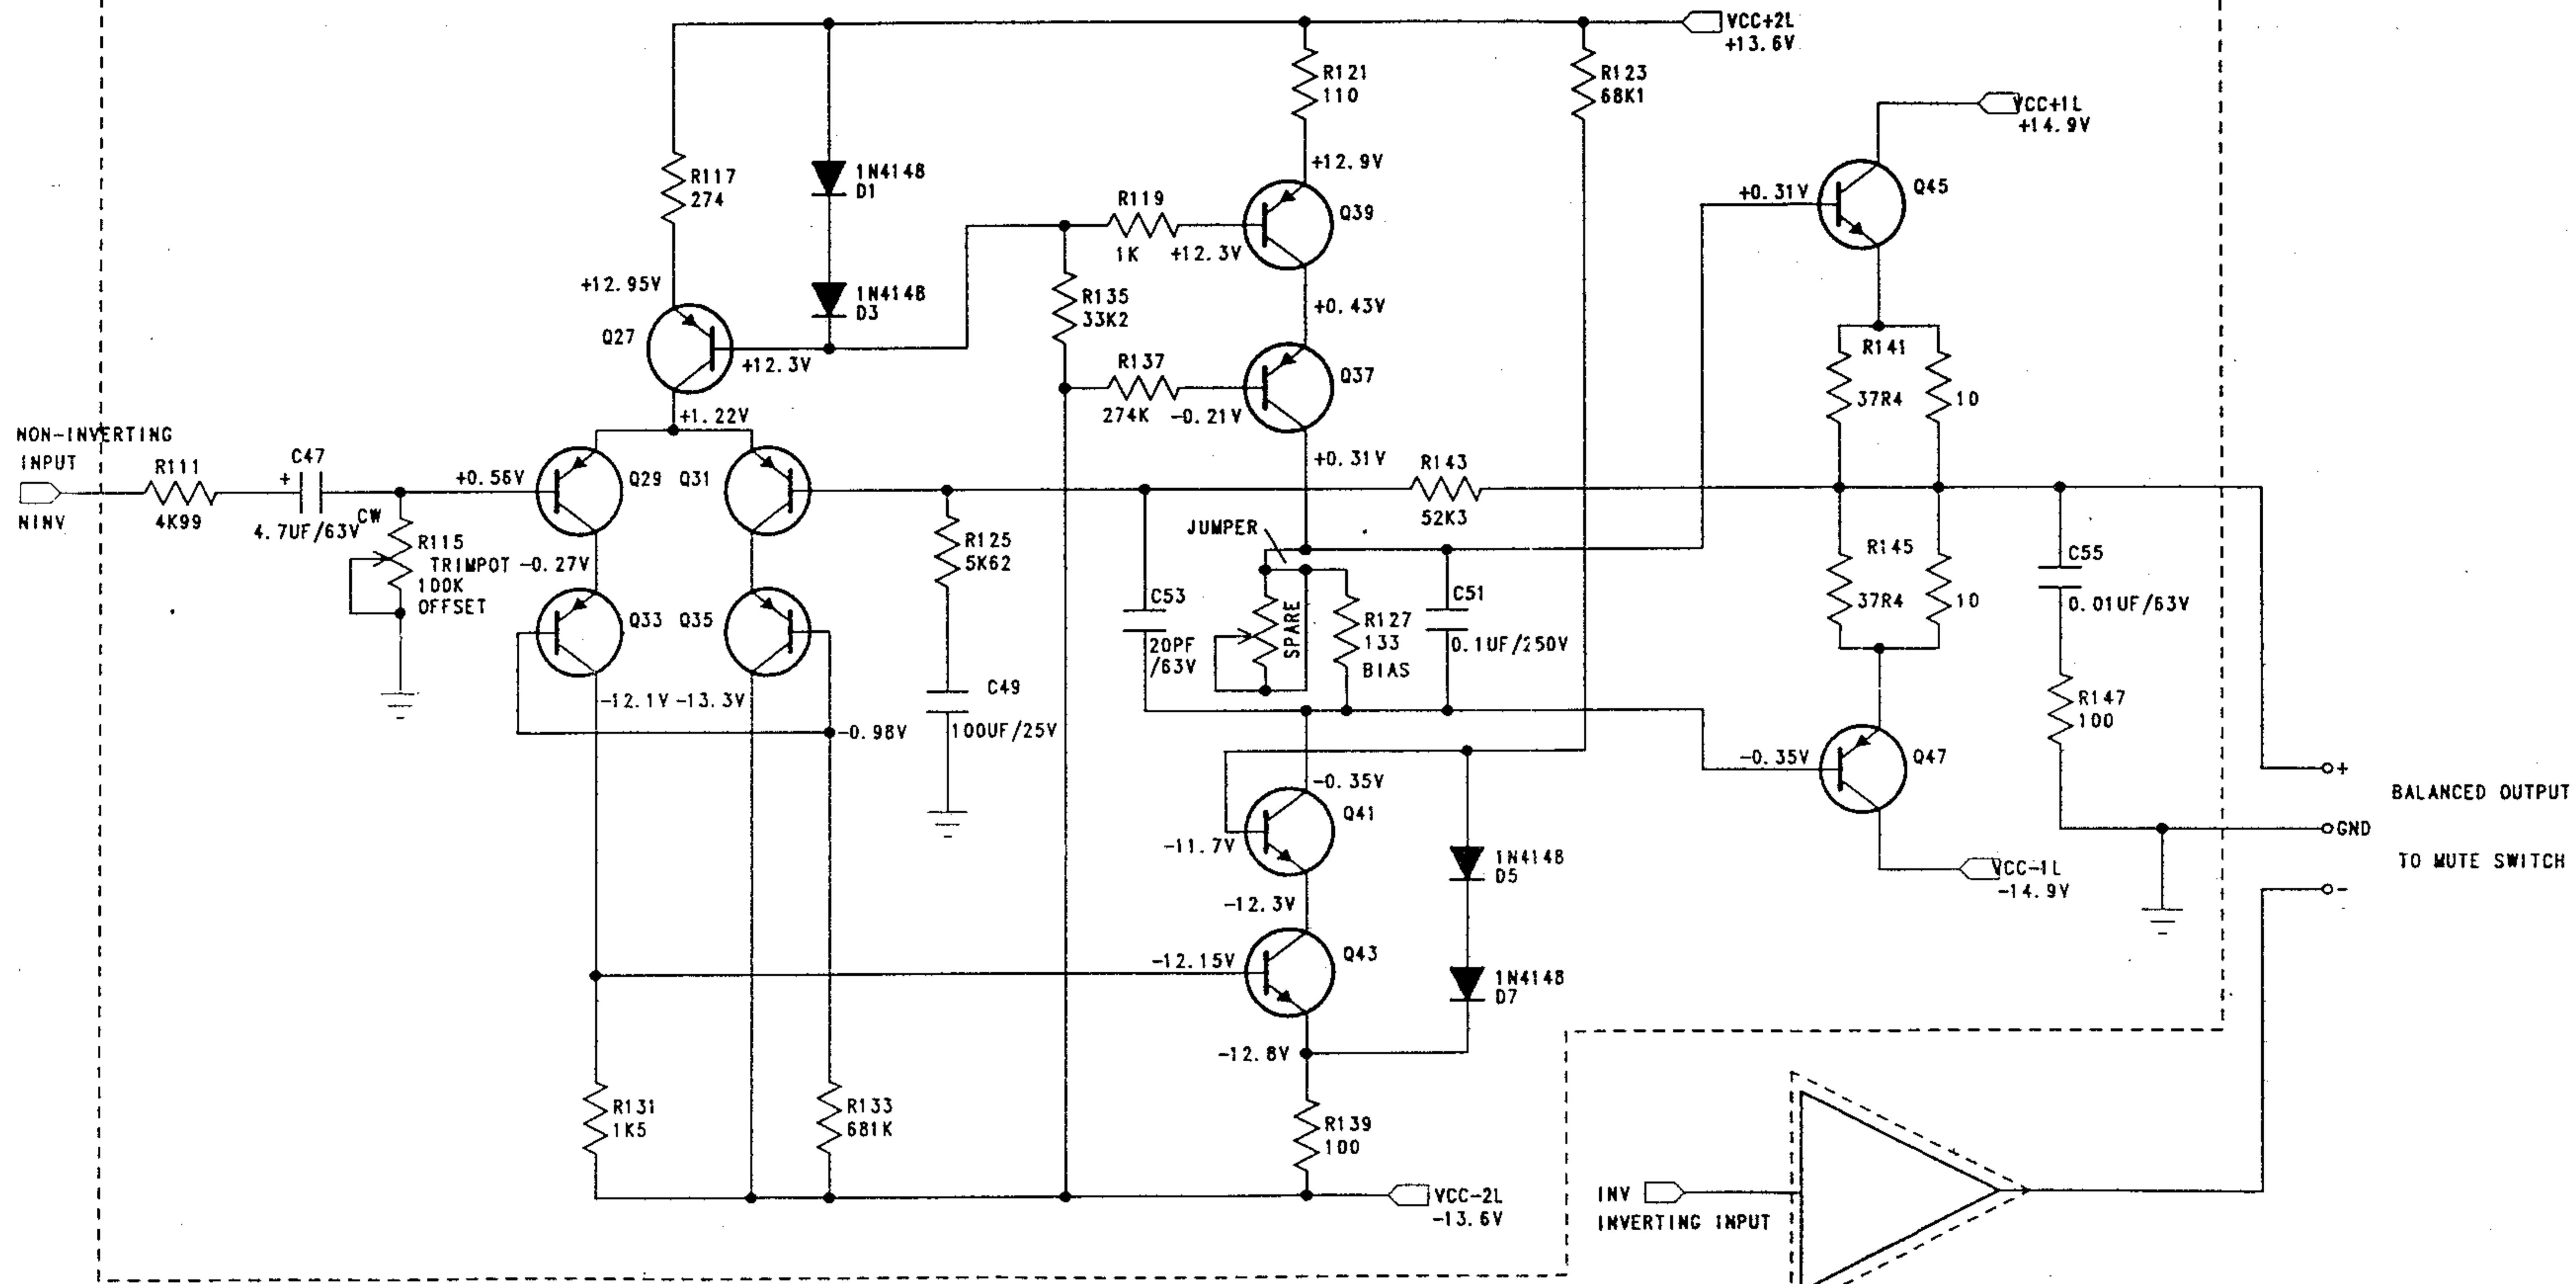 VCC+2L
+13.6V
R121
110
R123
68K1
VCC+1L
+14.9V
R117
274
1N4148
D1
+12.9V
R119
1K
+12.3V
Q39
+0.31V
Q45
+12.95V
1N4148
D3
R135
33K2
+0.43V
Q27
+12.3V
R137
274K
-0.21V
Q37
R141
37R4
10
+1.22V
NON-INVERTING
INPUT
NINV
R111
4K99
C47
+
4.7UF/63V
+0.56V
Q29
Q31
+0.31V
R143
52K3
CW
R115
TRIMPOT
100K
OFFSET
-0.27V
R125
5K62
JUMPER
R145
37R4
10
C55
0.01UF/63V
C53
20PF
/63V
SPARE
R127
133
BIAS
C51
0.1UF/250V
Q33
Q35
-12.1V
-13.3V
C49
100UF/25V
-0.98V
R147
100
-0.35V
Q47
-0.35V
Q41
-11.7V
+
BALANCED OUTPUT
GND
TO MUTE SWITCH
-
1N4148
D5
VCC-1L
-14.9V
-12.3V
-12.15V
Q43
1N4148
D7
-12.8V
R131
1K5
R133
681K
R139
100
VCC-2L
-13.6V
INV
INVERTING INPUT